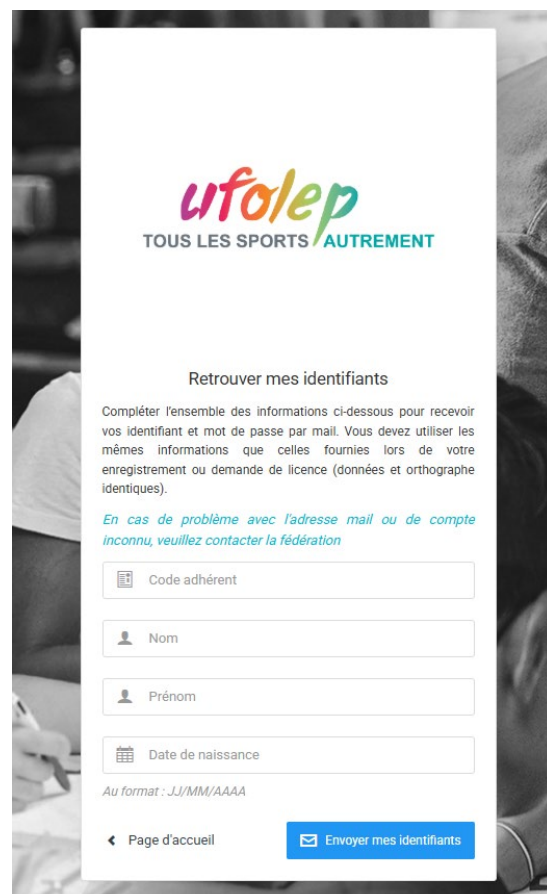 ufolep
TOUS LES SPORTS AUTREMENT
Retrouver mes identifiants
Compléter l'ensemble des informations ci-dessous pour recevoir
vos identifiant et mot de passe par mail. Vous devez utiliser les
mêmes informations que celles fournies lors de votre
enregistrement ou demande de licence (données et orthographe
identiques).
En cas de problème avec l'adresse mail ou de compte
inconnu, veuillez contacter la fédération
Code adhérent
Nom
Prénom
Date de naissance
Au format : JJ/MM/AAAA
Page d'accueil
Envoyer mes identifiants